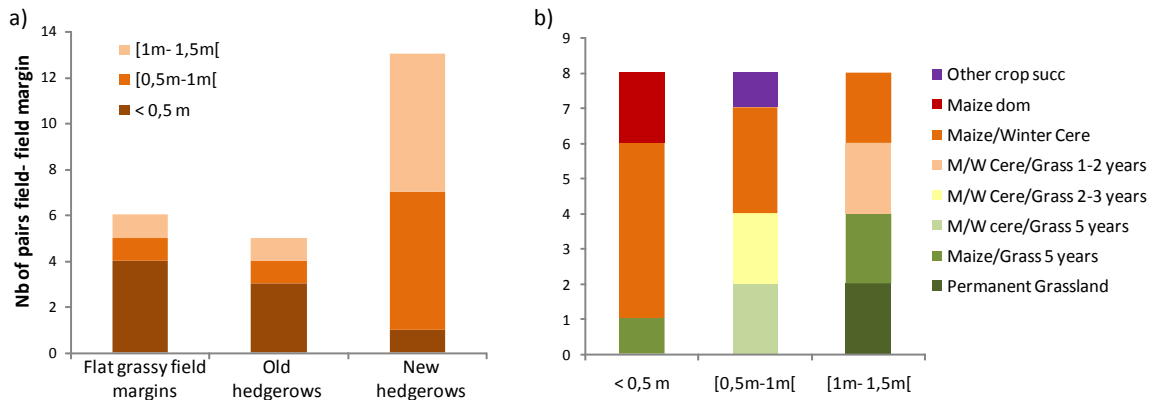 a)
Nb of pairs field- field margin
14
12
10
8
6
4
2
0
[1m- 1,5m[
[0,5m-1m[
< 0,5 m
Flat grassy field
margins
Old
hedgerows
New
hedgerows
b)
9
8
7
6
5
4
3
2
1
0
< 0,5 m
[0,5m-1m[
[1m- 1,5m[
Other crop succ
Maize dom
Maize/Winter Cere
M/W Cere/Grass 1-2 years
M/W Cere/Grass 2-3 years
M/W cere/Grass 5 years
Maize/Grass 5 years
Permanent Grassland